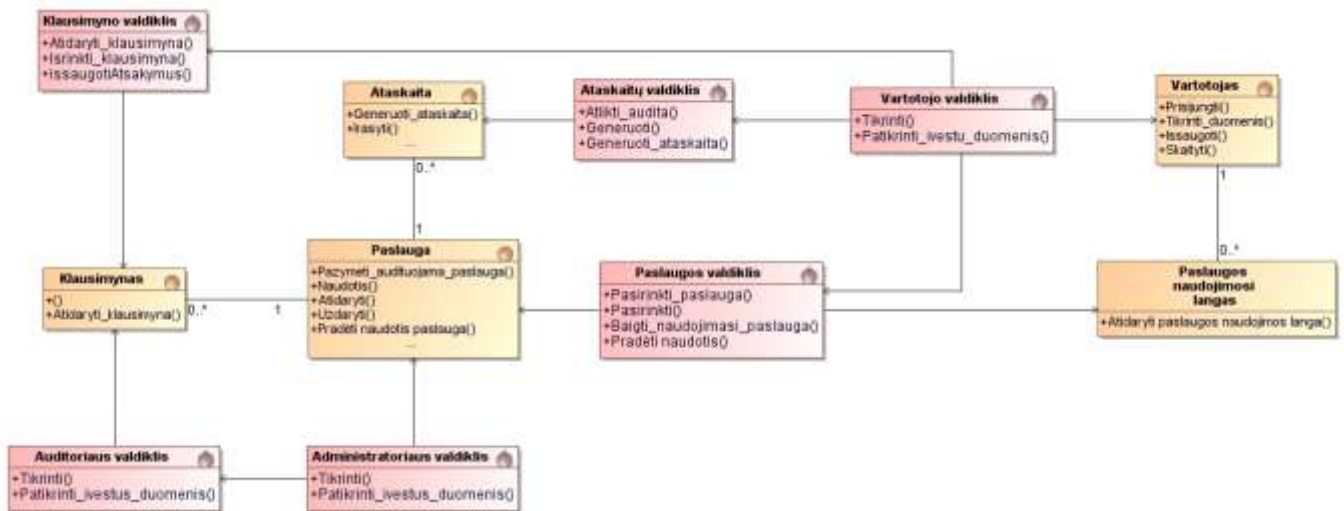 Klausimyno valdiklis
+Atidaryti_klausimyna()
+Isrinkti_klausimyna()
+issaugotiAtsakymus()
Ataskaita
+Generuoti_ataskaita()
+Irasyti()
...
Ataskaitų valdiklis
+Atlikti_audita()
+Generuoti()
+Generuoti_ataskaita()
Vartotojo valdiklis
+Tikrinti()
+Patikrinti_ivestu_duomenis()
Vartotojas
+Prisijungti()
+Tikrinti_duomenis()
+Issaugoti()
+Skaityti()
0..*
1
1
0..*
Klausimynas
+()
+Atidaryti_klausimyna()
0..*
1
Paslauga
+Pazymeti_audituojama_paslauga()
+Naudotis()
+Atidaryti()
+Uzdaryti()
+Pradėti naudotis paslauga()
...
Paslaugos valdiklis
+Pasirinkti_paslauga()
+Pasirinkti()
+Baigti_naudojimasi_paslauga()
+Pradėti naudotis()
Paslaugos
naudojimosi
langas
+Atidaryti paslaugos naudojimos langa()
Auditoriaus valdiklis
+Tikrinti()
+Patikrinti_ivestus_duomenis()
Administratoriaus valdiklis
+Tikrinti()
+Patikrinti_ivestus_duomenis()